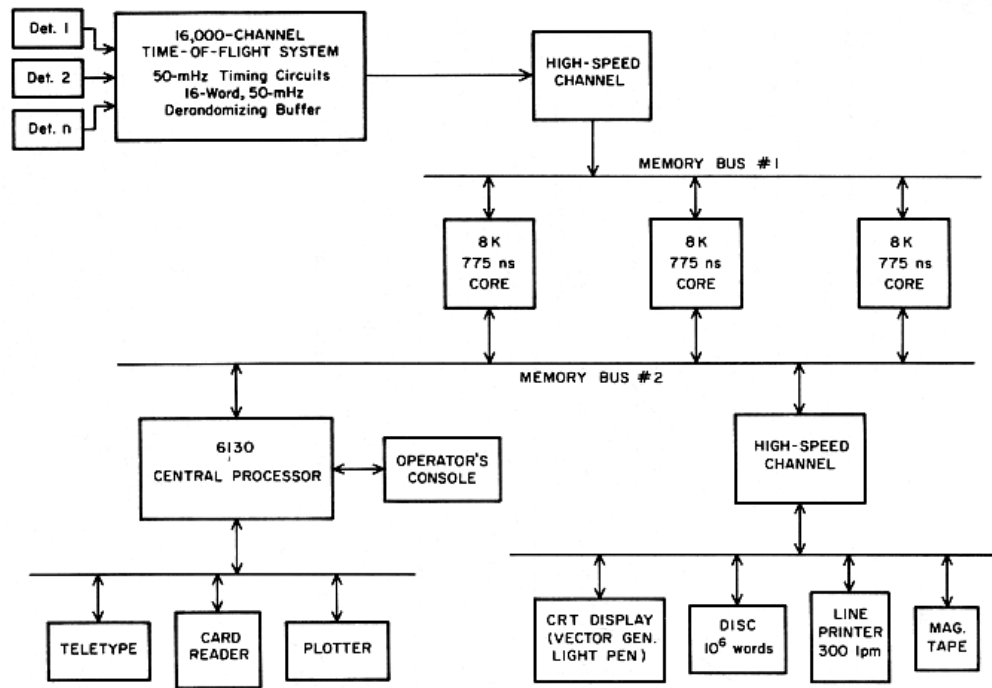 Det. 1
Det. 2
Det. n
16,000-CHANNEL
TIME-OF-FLIGHT SYSTEM
50-mHz Timing Circuits
16-Word, 50-mHz
Derandomizing Buffer
HIGH-SPEED
CHANNEL
MEMORY BUS #1
8K
775 ns
CORE
8K
775 ns
CORE
8K
775 ns
CORE
MEMORY BUS #2
6130
CENTRAL PROCESSOR
OPERATOR'S
CONSOLE
HIGH-SPEED
CHANNEL
TELETYPE
CARD
READER
PLOTTER
CRT DISPLAY
(VECTOR GEN.
LIGHT PEN)
DISC
10⁶ words
LINE
PRINTER
300 lpm
MAG.
TAPE